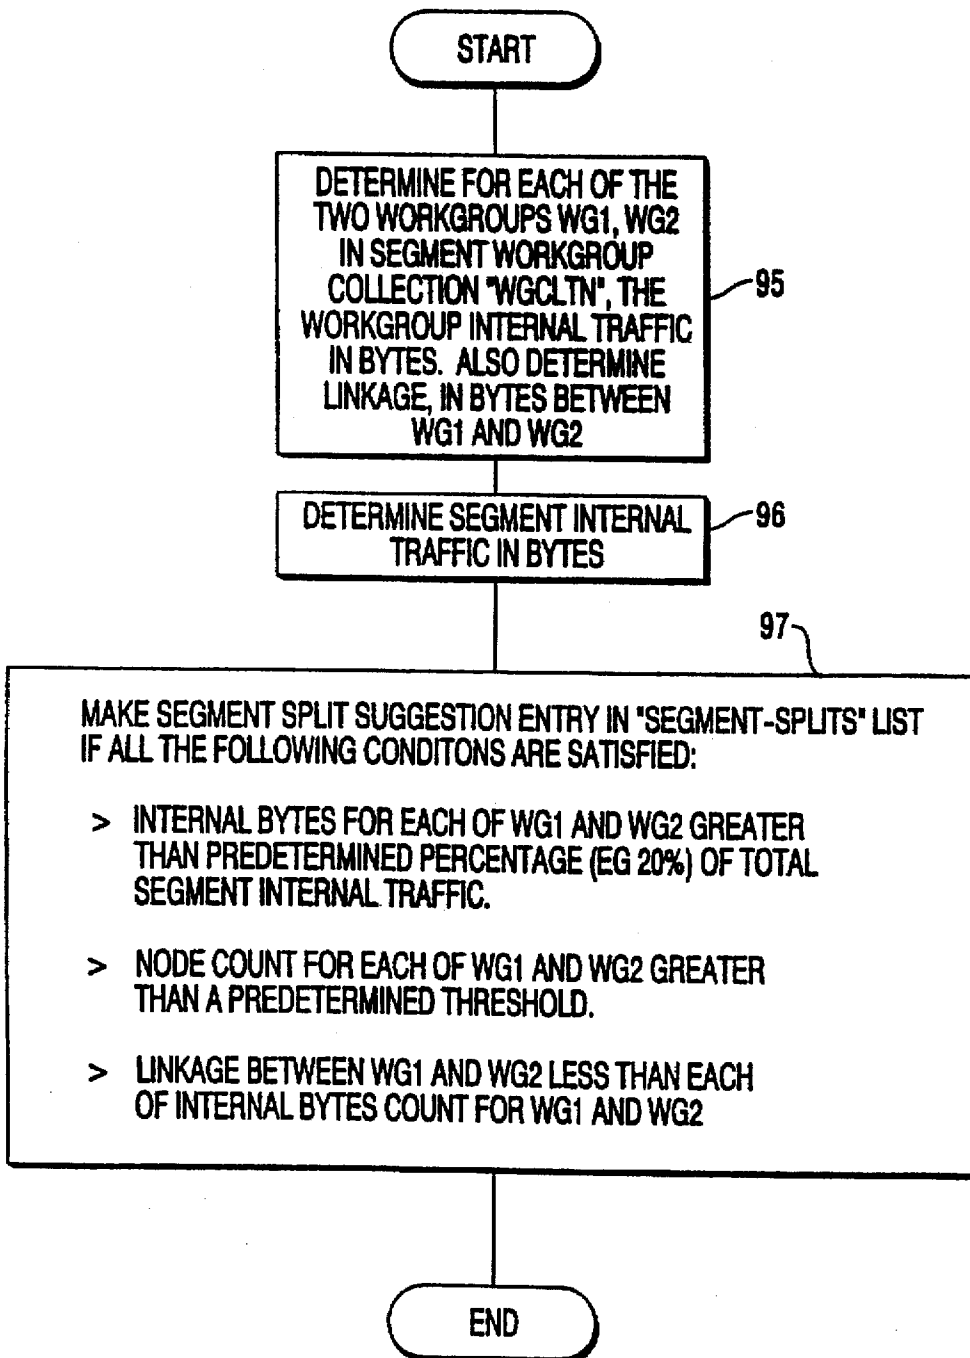 START
DETERMINE FOR EACH OF THE
TWO WORKGROUPS WG1, WG2
IN SEGMENT WORKGROUP
COLLECTION "WGCLTN", THE
WORKGROUP INTERNAL TRAFFIC
IN BYTES. ALSO DETERMINE
LINKAGE, IN BYTES BETWEEN
WG1 AND WG2
95
DETERMINE SEGMENT INTERNAL
TRAFFIC IN BYTES
96
97
MAKE SEGMENT SPLIT SUGGESTION ENTRY IN "SEGMENT-SPLITS" LIST
IF ALL THE FOLLOWING CONDITONS ARE SATISFIED:
> INTERNAL BYTES FOR EACH OF WG1 AND WG2 GREATER
THAN PREDETERMINED PERCENTAGE (EG 20%) OF TOTAL
SEGMENT INTERNAL TRAFFIC.
> NODE COUNT FOR EACH OF WG1 AND WG2 GREATER
THAN A PREDETERMINED THRESHOLD.
> LINKAGE BETWEEN WG1 AND WG2 LESS THAN EACH
OF INTERNAL BYTES COUNT FOR WG1 AND WG2
END